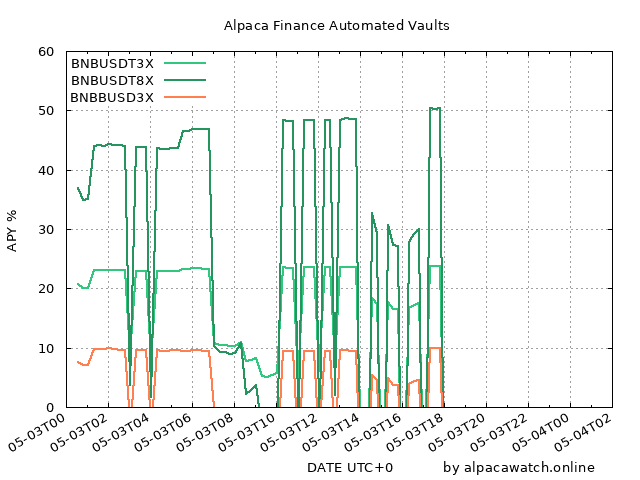 Alpaca Finance Automated Vaults
60
50
40
30
20
10
0
APY %
BNBUSDT3X
BNBUSDT8X
BNBBUSD3X
05-03T00
05-03T02
05-03T04
05-03T06
05-03T08
05-03T10
05-03T12
05-03T14
05-03T16
05-03T18
05-03T20
05-03T22
05-04T00
05-04T02
DATE UTC+0
by alpacawatch.online